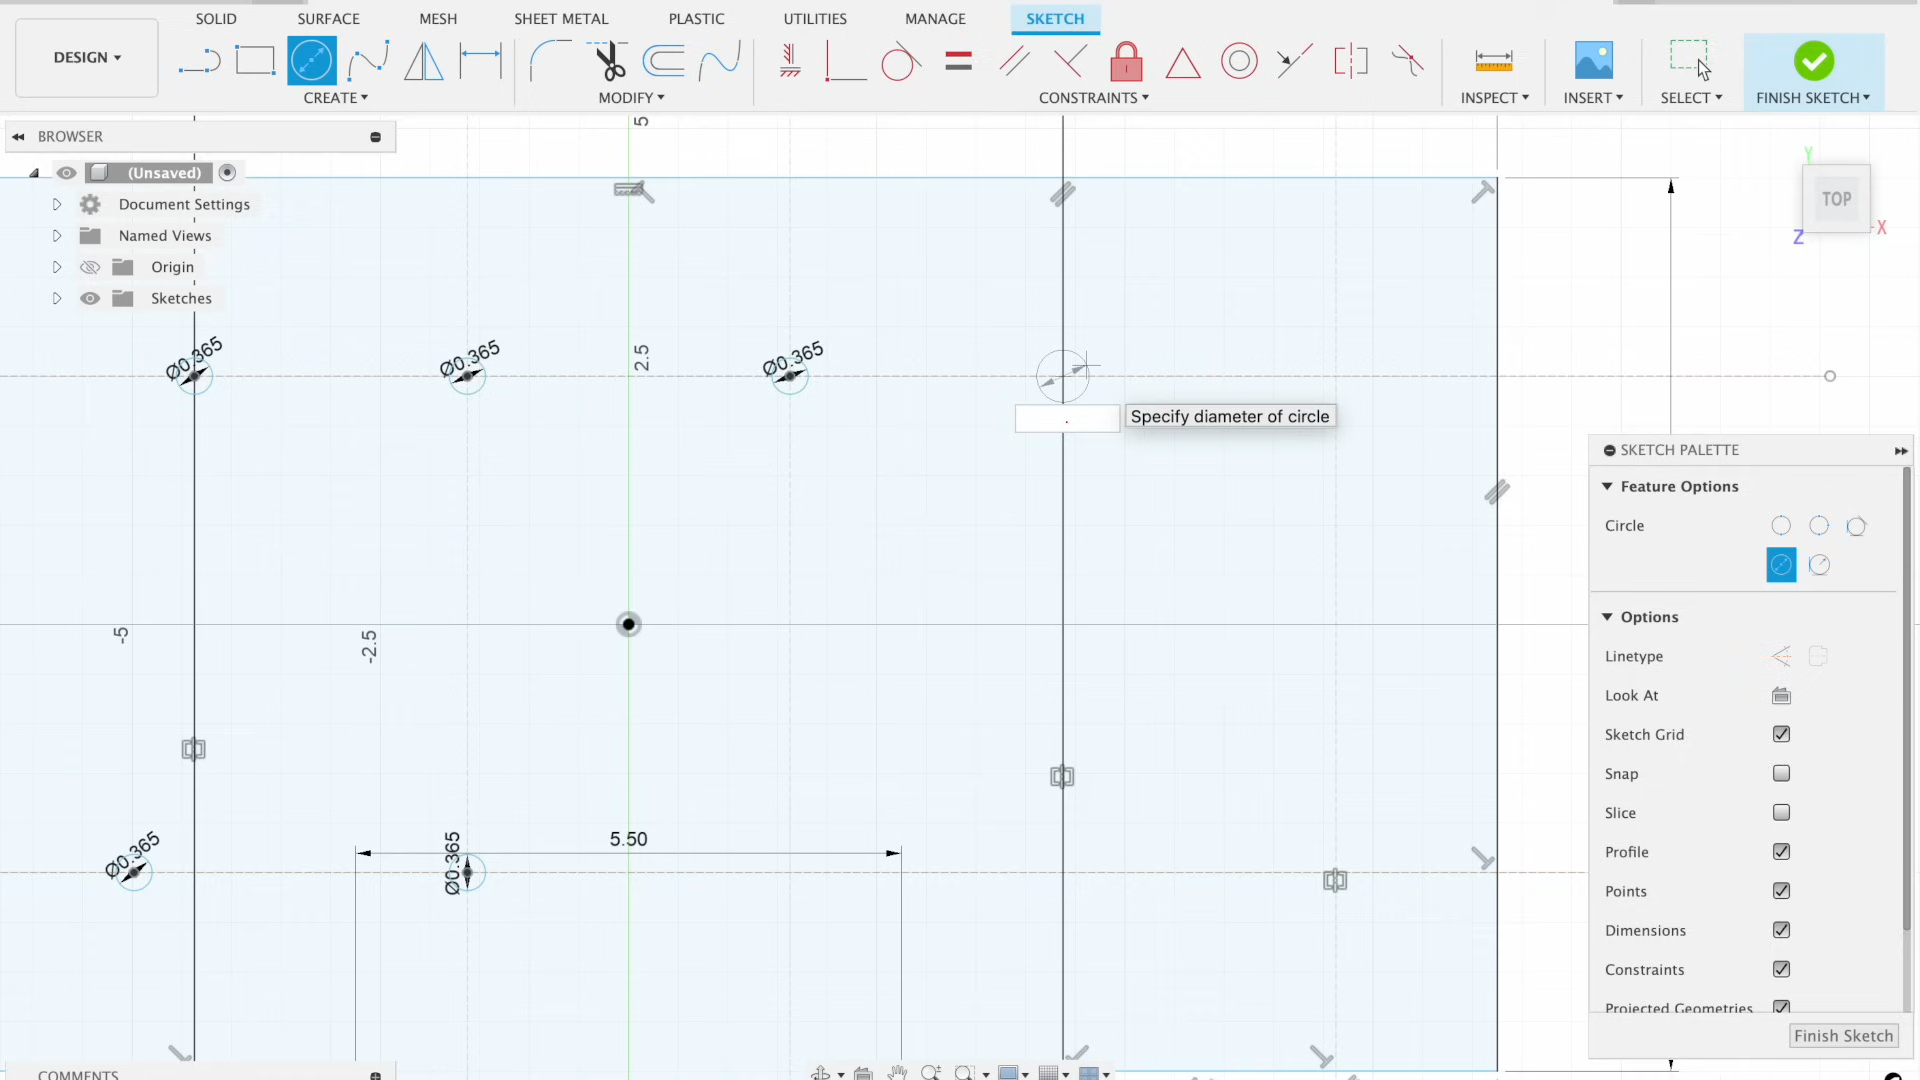 SOLID SURFACE MESH SHEET METAL PLASTIC UTILITIES MANAGE SKETCH
DESIGN
CREATE MODIFY CONSTRAINTS INSPECT INSERT SELECT FINISH SKETCH
BROWSER
(Unsaved)
Document Settings
Named Views
Origin
Sketches
5
Y
TOP
X
Z
Ø0.365
Ø0.365
Ø0.365
2.5
.
Specify diameter of circle
-5
-2.5
Ø0.365
Ø0.365
5.50
SKETCH PALETTE
Feature Options
Circle
Options
Linetype
Look At
Sketch Grid
Snap
Slice
Profile
Points
Dimensions
Constraints
Projected Geometries
Finish Sketch
COMMENTS